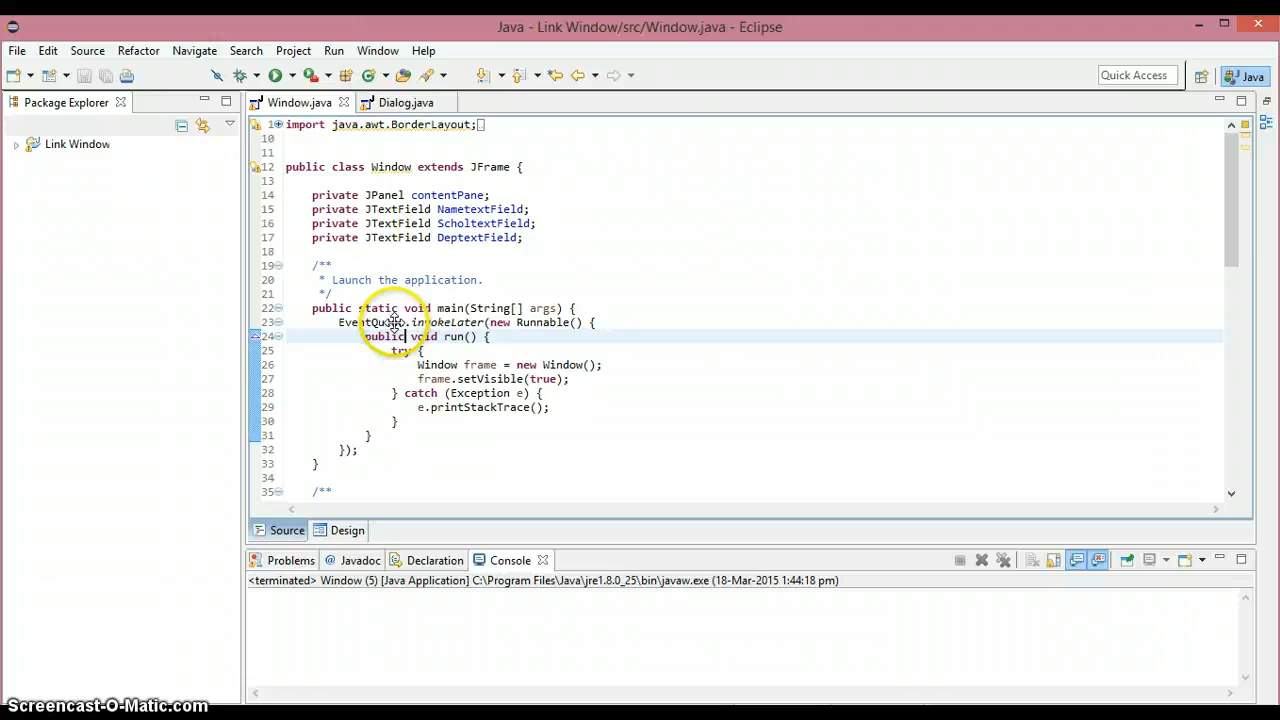 Java - Link Window/src/Window.java - Eclipse
File Edit Source Refactor Navigate Search Project Run Window Help
Quick Access Java
Package Explorer
Link Window
Window.java Dialog.java
1 import java.awt.BorderLayout;
10
11
12 public class Window extends JFrame {
13
14 private JPanel contentPane;
15 private JTextField NametextField;
16 private JTextField ScholtextField;
17 private JTextField DeptextField;
18
19 /**
20 * Launch the application.
21 */
22 public static void main(String[] args) {
23 EventQueue.invokeLater(new Runnable() {
24 public void run() {
25 try {
26 Window frame = new Window();
27 frame.setVisible(true);
28 } catch (Exception e) {
29 e.printStackTrace();
30 }
31 }
32 });
33 }
34
35 /**
Source Design
Problems @ Javadoc Declaration Console
<terminated> Window (5) [Java Application] C:\Program Files\Java\jre1.8.0_25\bin\javaw.exe (18-Mar-2015 1:44:18 pm)
Screencast-O-Matic.com